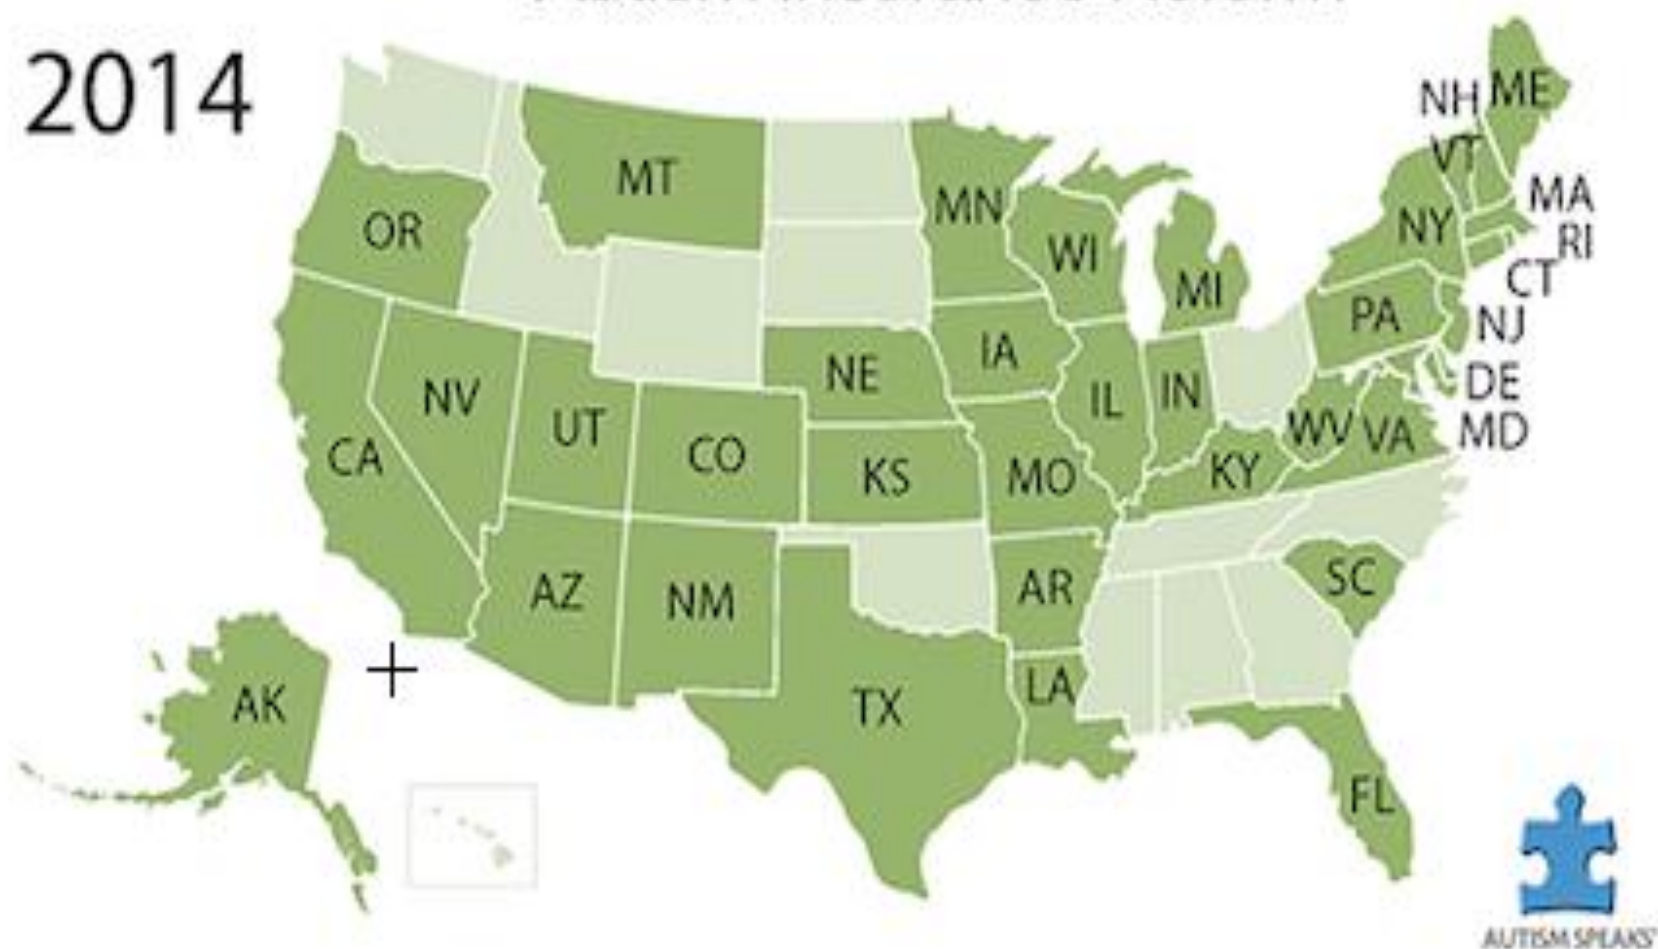 2014
ME
NH
VT
MT
MA
MN
NY
OR
RI
WI
CT
MI
PA
NJ
IA
NE
DE
NV
IL
IN
UT
WV
VA
MD
CO
CA
KS
MO
KY
SC
AZ
AR
NM
LA
AK
TX
FL
AUTISM SPEAKS